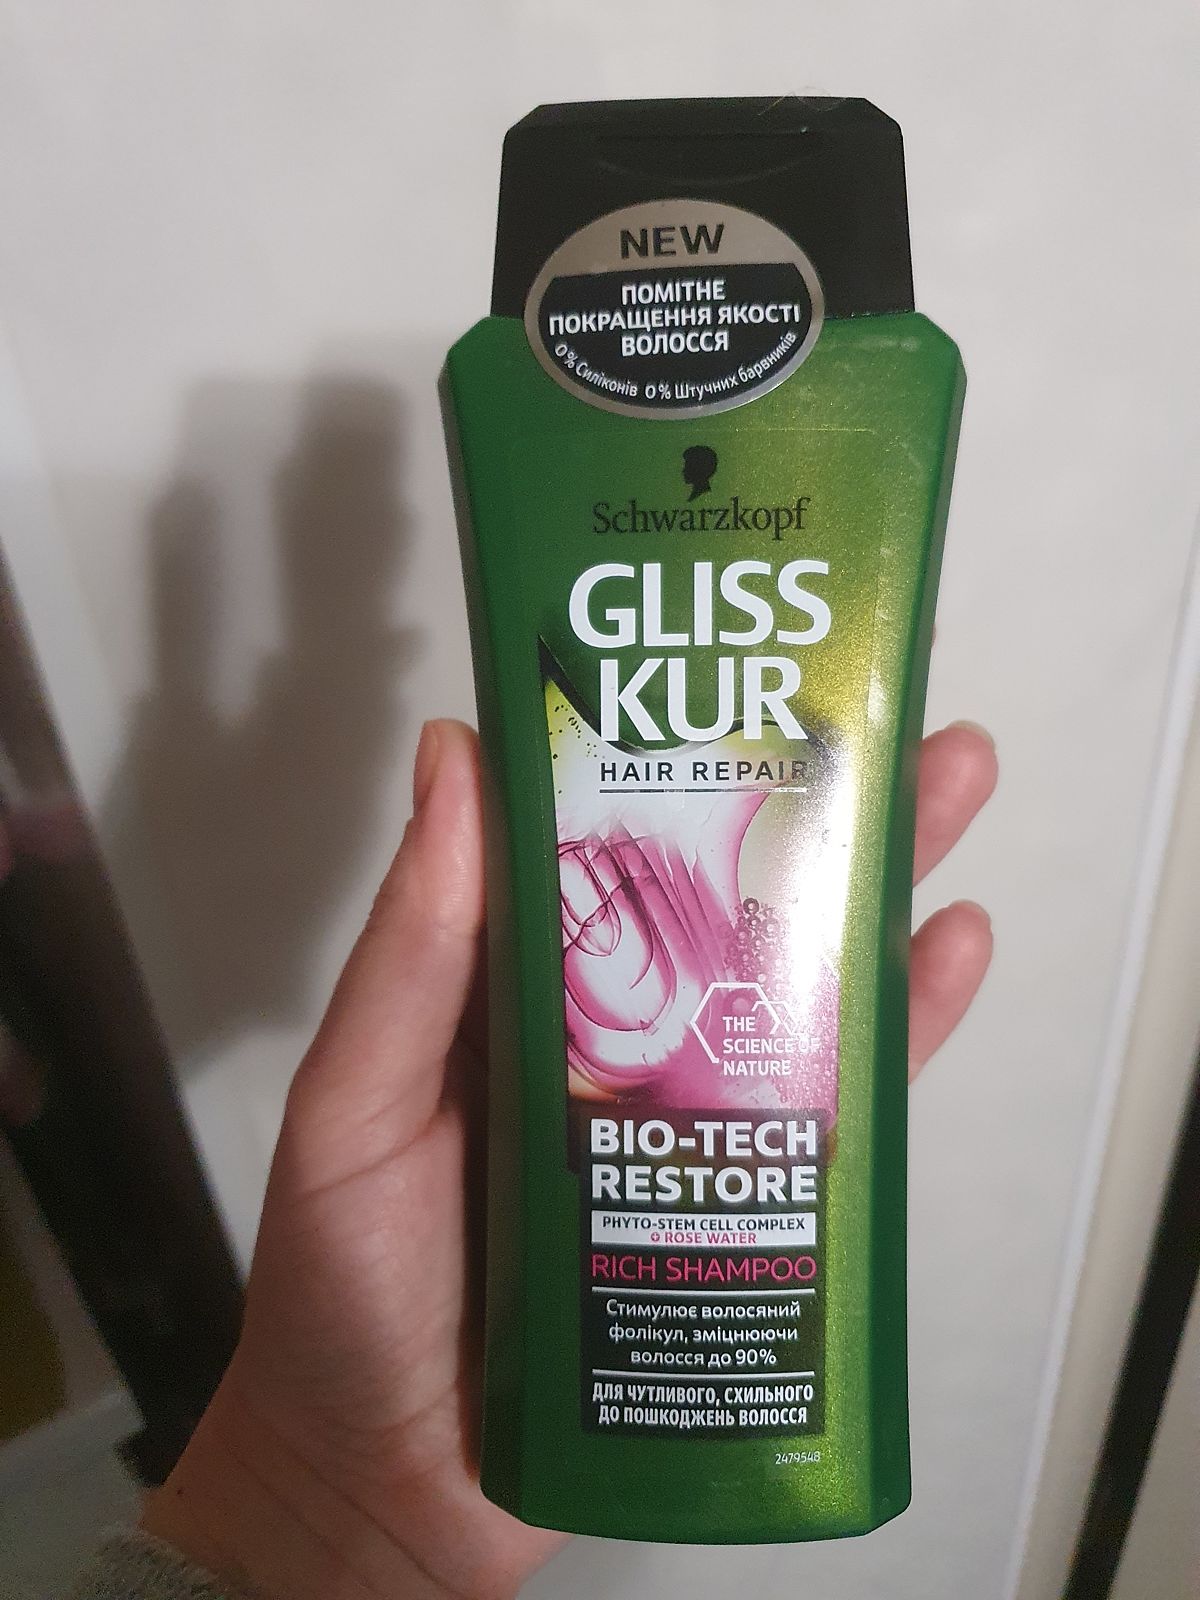 NEW
ПОМІТНЕ
ПОКРАЩЕННЯ ЯКОСТІ
ВОЛОССЯ
0% Силіконів 0% Штучних барвників
Schwarzkopf
GLISS
KUR
HAIR REPAIR
THE
SCIENCE OF
NATURE
BIO-TECH
RESTORE
PHYTO-STEM CELL COMPLEX
+ ROSE WATER
RICH SHAMPOO
Стимулює волосяний
фолікул, зміцнюючи
волосся до 90%
ДЛЯ ЧУТЛИВОГО, СХИЛЬНОГО
ДО ПОШКОДЖЕНЬ ВОЛОССЯ
2479548